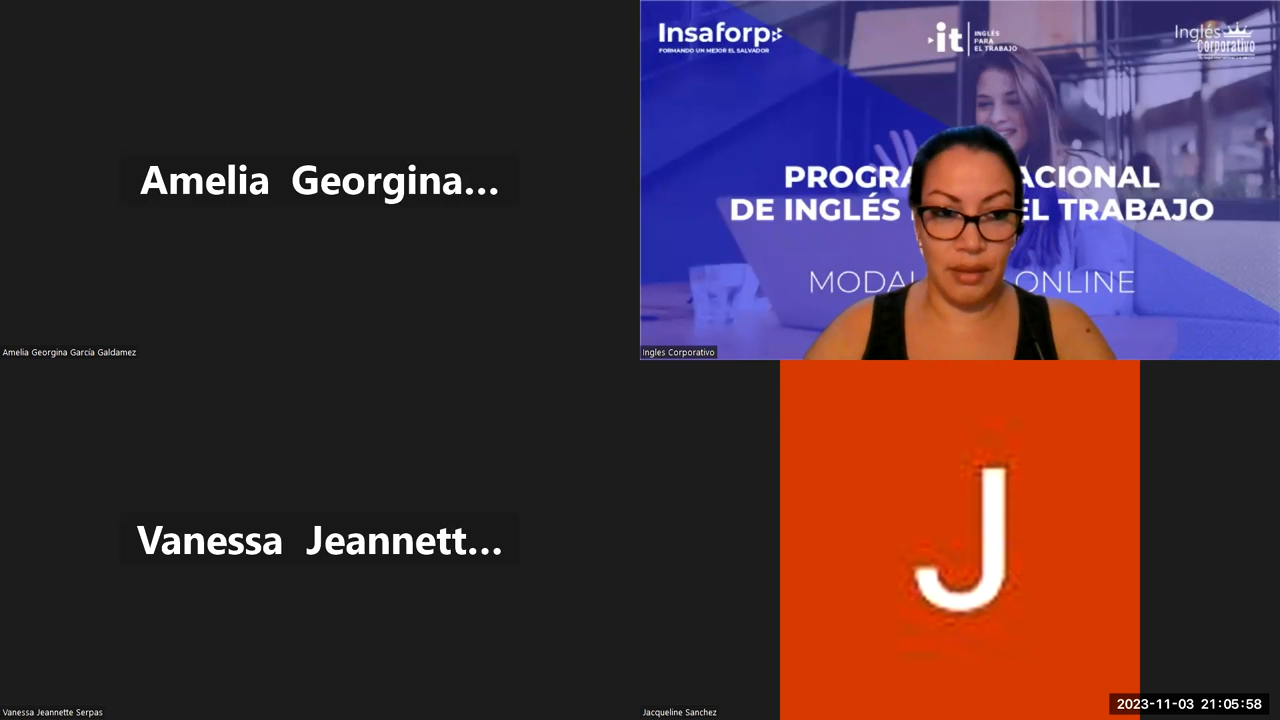 Amelia Georgina...
Amelia Georgina García Galdamez
Insaforp
FORMANDO UN MEJOR EL SALVADOR
it
INGLÉS
PARA
EL TRABAJO
Inglés
Corporativo
PROGRA ACIONAL
DE INGLÉS EL TRABAJO
MODAL ONLINE
Ingles Corporativo
Vanessa Jeannett...
Vanessa Jeannette Serpas
J
Jacqueline Sanchez
2023-11-03 21:05:58